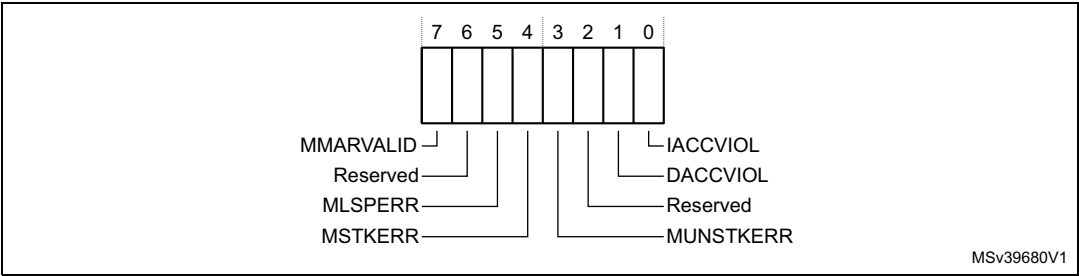 7 6 5 4 3 2 1 0
MMARVALID IACCVIOL
Reserved DACCVIOL
MLSPERR Reserved
MSTKERR MUNSTKERR
MSv39680V1